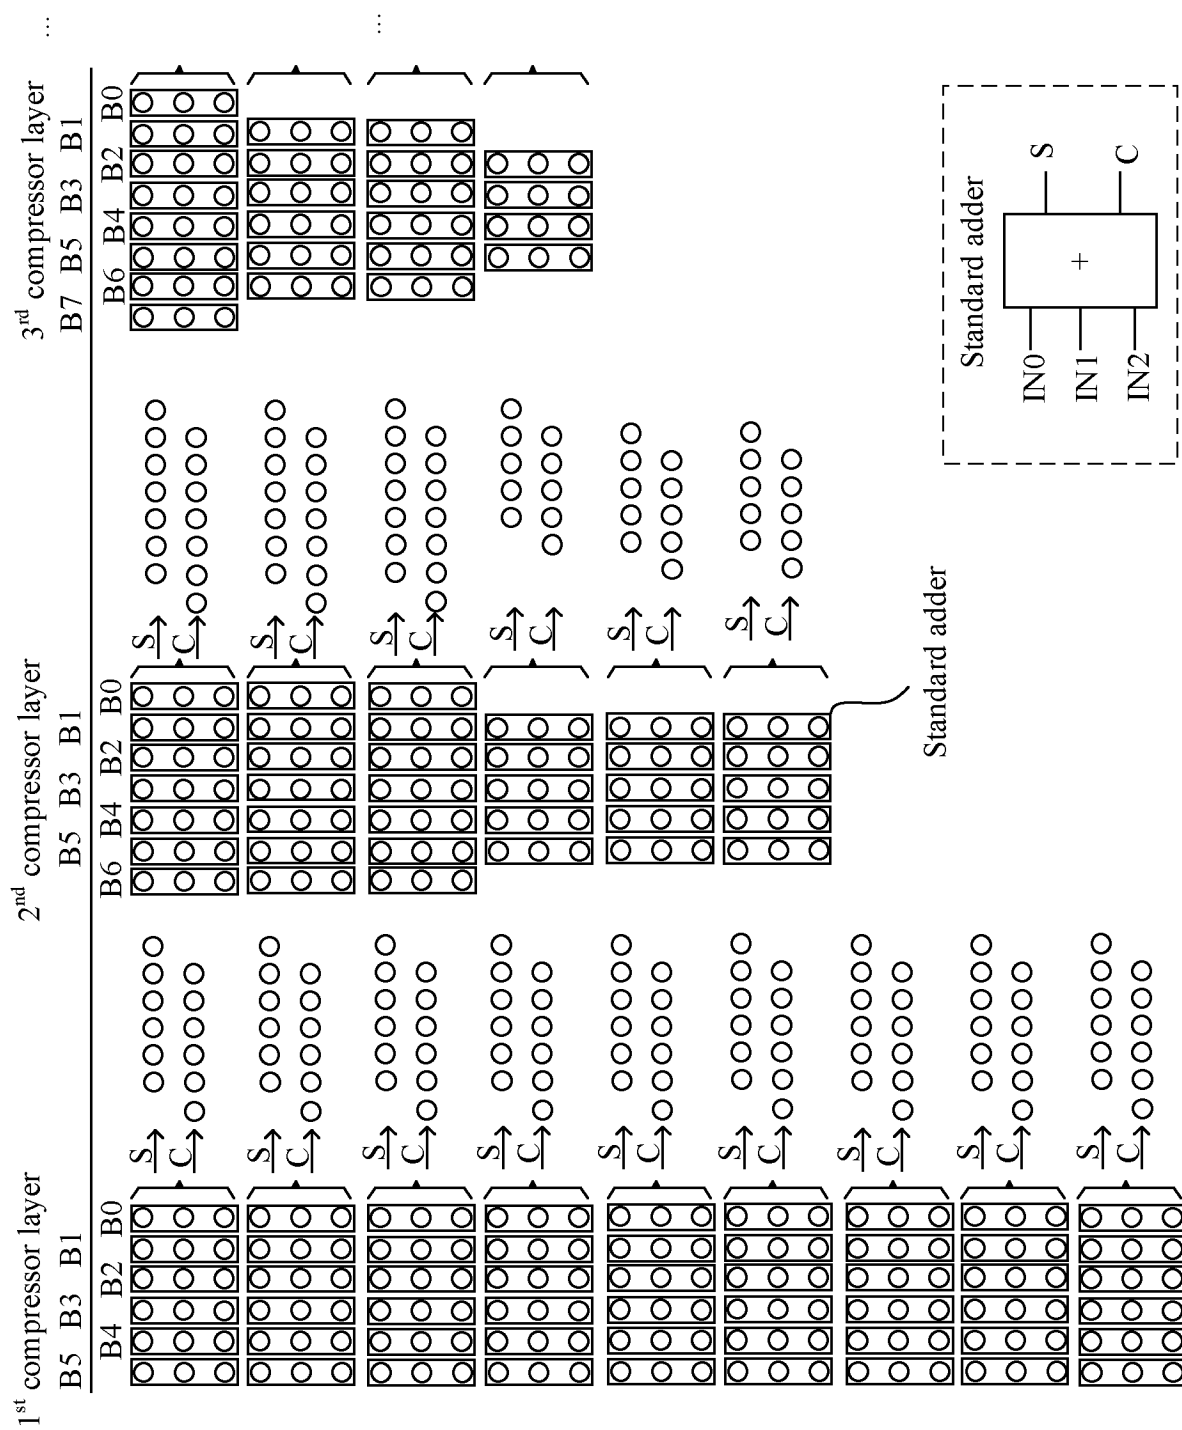 1st compressor layer
B5 B4 B3 B2 B1 B0
S
C
S
C
S
C
S
C
S
C
S
C
S
C
S
C
S
C
2nd compressor layer
B6 B5 B4 B3 B2 B1 B0
S
C
S
C
S
C
S
C
S
C
S
C
Standard adder
3rd compressor layer
B7 B6 B5 B4 B3 B2 B1 B0
...
...
Standard adder
IN0
IN1
IN2
+
S
C